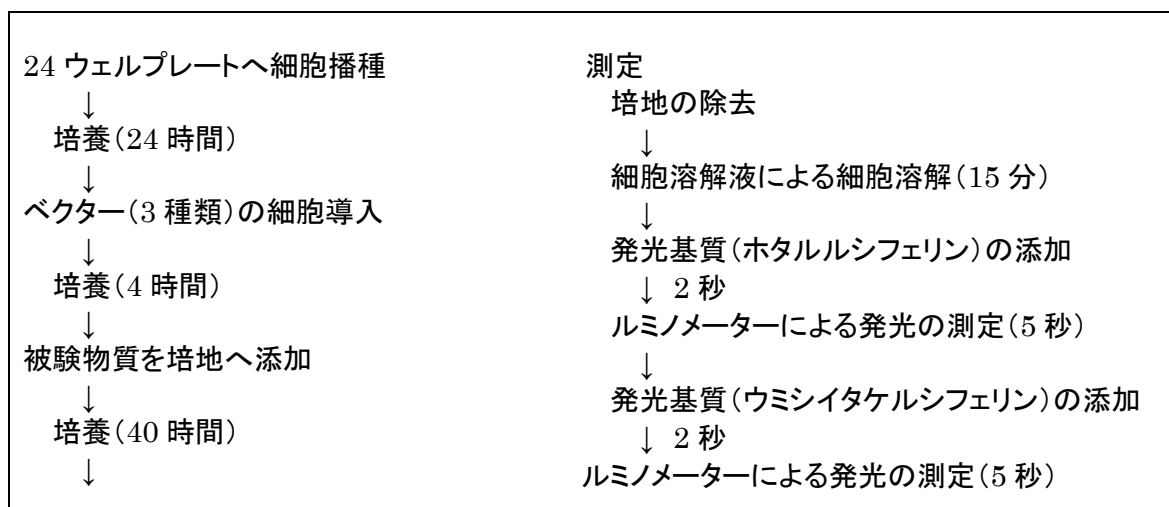 24 ウェルプレートへ細胞播種
↓
培養(24 時間)
↓
ベクター(3 種類)の細胞導入
↓
培養(4 時間)
↓
被験物質を培地へ添加
↓
培養(40 時間)
↓
測定
培地の除去
↓
細胞溶解液による細胞溶解(15 分)
↓
発光基質(ホタルルシフェリン)の添加
↓ 2 秒
ルミノメーターによる発光の測定(5 秒)
↓
発光基質(ウミシイタケルシフェリン)の添加
↓ 2 秒
ルミノメーターによる発光の測定(5 秒)